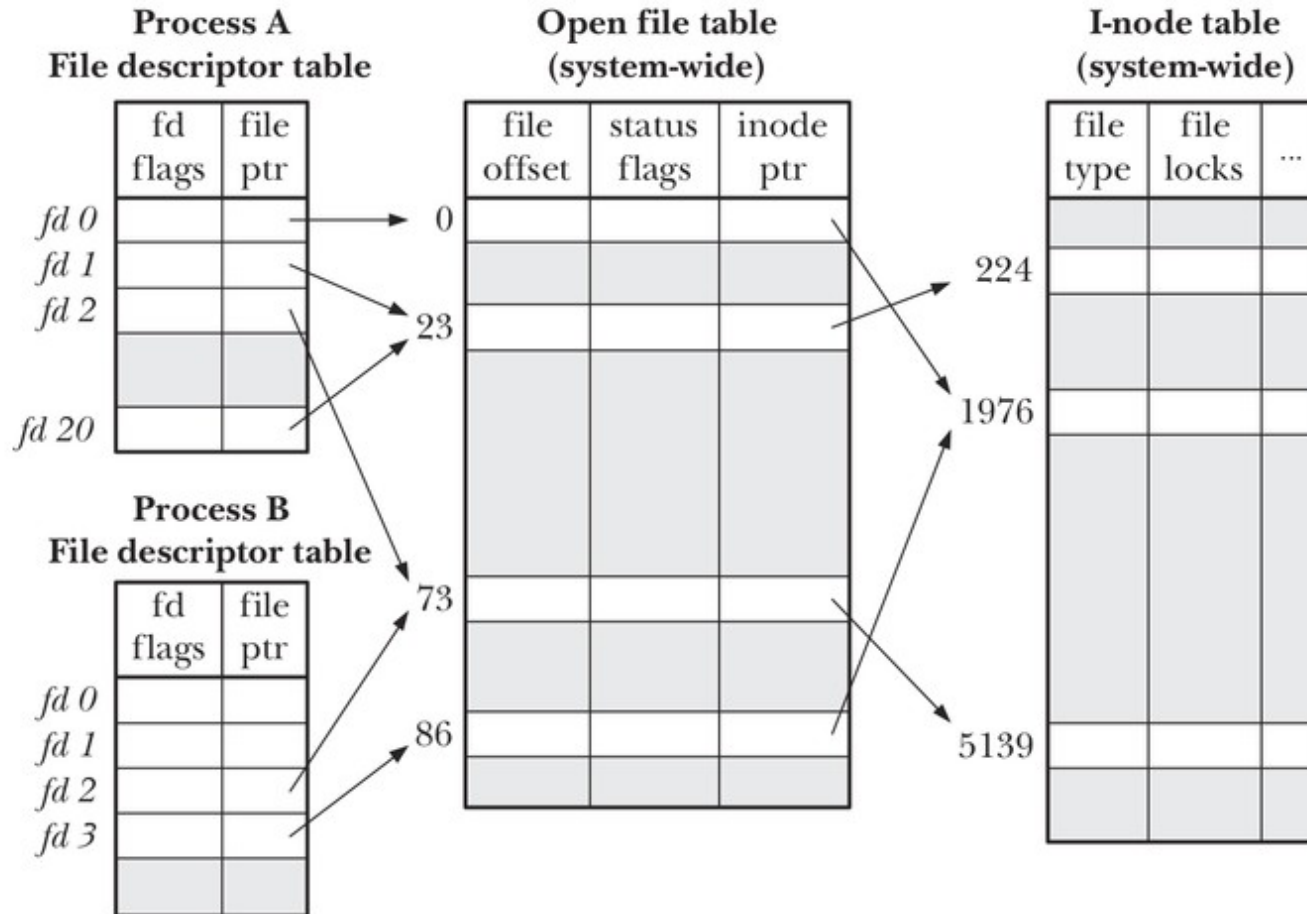 Process A
File descriptor table
fd
flags
file
ptr
fd 0
fd 1
fd 2
fd 20
Process B
File descriptor table
fd
flags
file
ptr
fd 0
fd 1
fd 2
fd 3
Open file table
(system-wide)
file
offset
status
flags
inode
ptr
0
23
73
86
I-node table
(system-wide)
file
type
file
locks
...
224
1976
5139